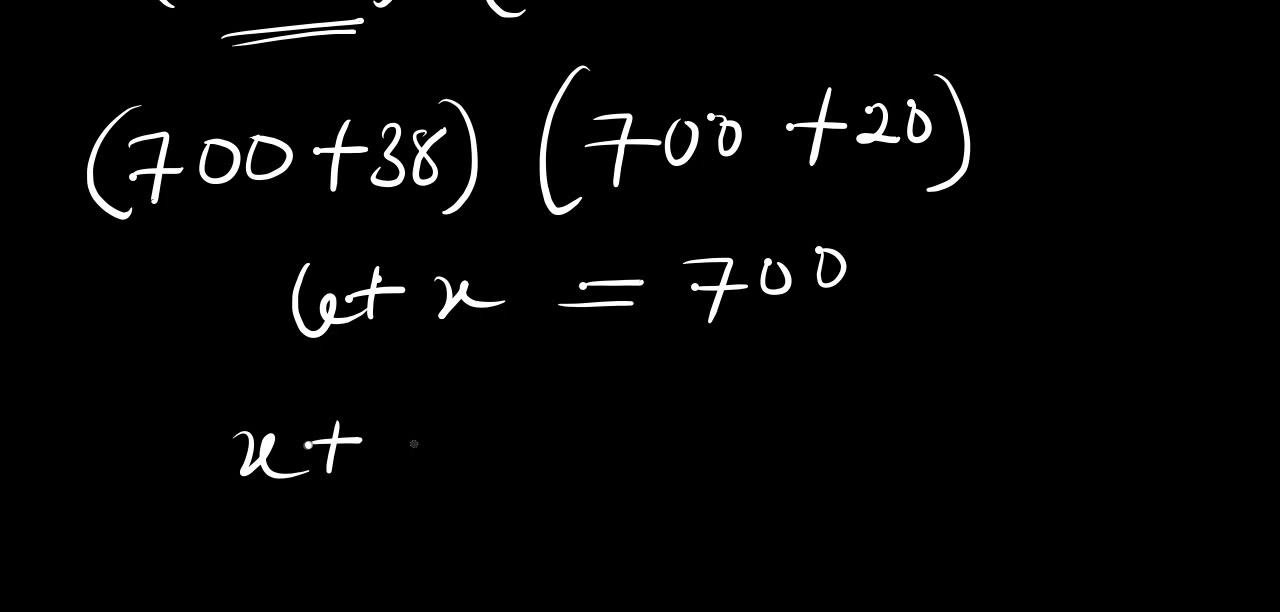 (700+38) (700+20)
let x = 700
x+